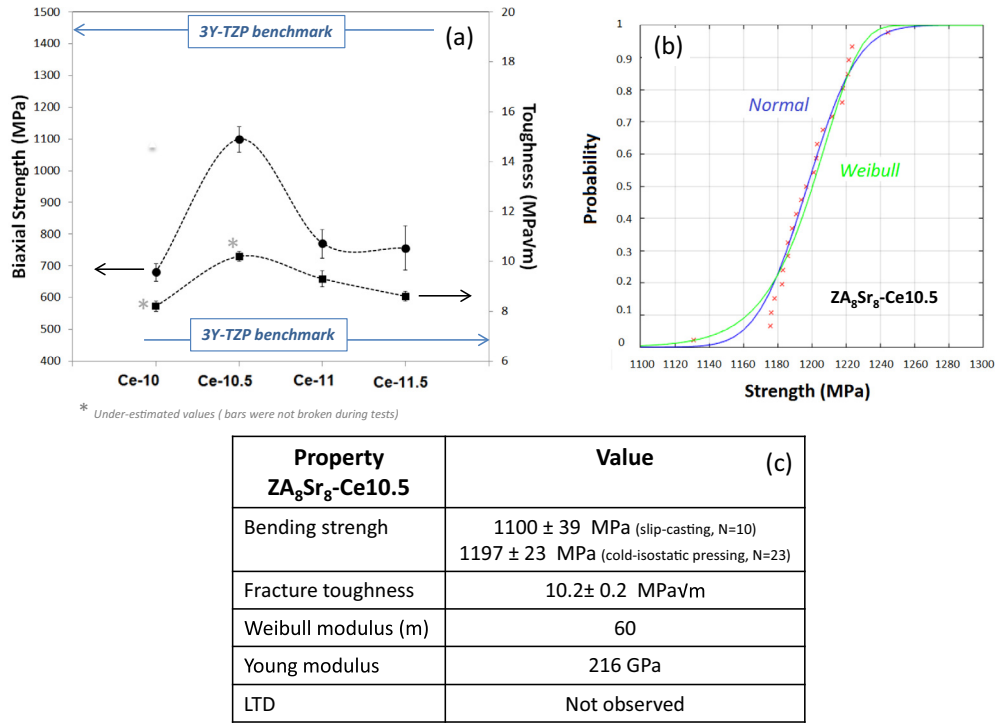 3Y-TZP benchmark
(a)
Biaxial Strength (MPa)
1500
1400
1300
1200
1100
1000
900
800
700
600
500
400
20
18
16
14
12
10
8
6
Toughness (MPa√m)
*
*
3Y-TZP benchmark
Ce-10 Ce-10.5 Ce-11 Ce-11.5
* Under-estimated values ( bars were not broken during tests)
(b)
Probability
1
0.9
0.8
0.7
0.6
0.5
0.4
0.3
0.2
0.1
0
Normal
Weibull
ZA₈Sr₈-Ce10.5
1100 1120 1140 1160 1180 1200 1220 1240 1260 1280 1300
Strength (MPa)
Property Value (c)
ZA₈Sr₈-Ce10.5
Bending strengh 1100 ± 39 MPa (slip-casting, N=10)
1197 ± 23 MPa (cold-isostatic pressing, N=23)
Fracture toughness 10.2± 0.2 MPa√m
Weibull modulus (m) 60
Young modulus 216 GPa
LTD Not observed